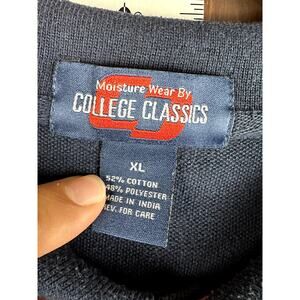 Moisture Wear By
COLLEGE CLASSICS
XL
52% COTTON
48% POLYESTER
MADE IN INDIA
REV. FOR CARE